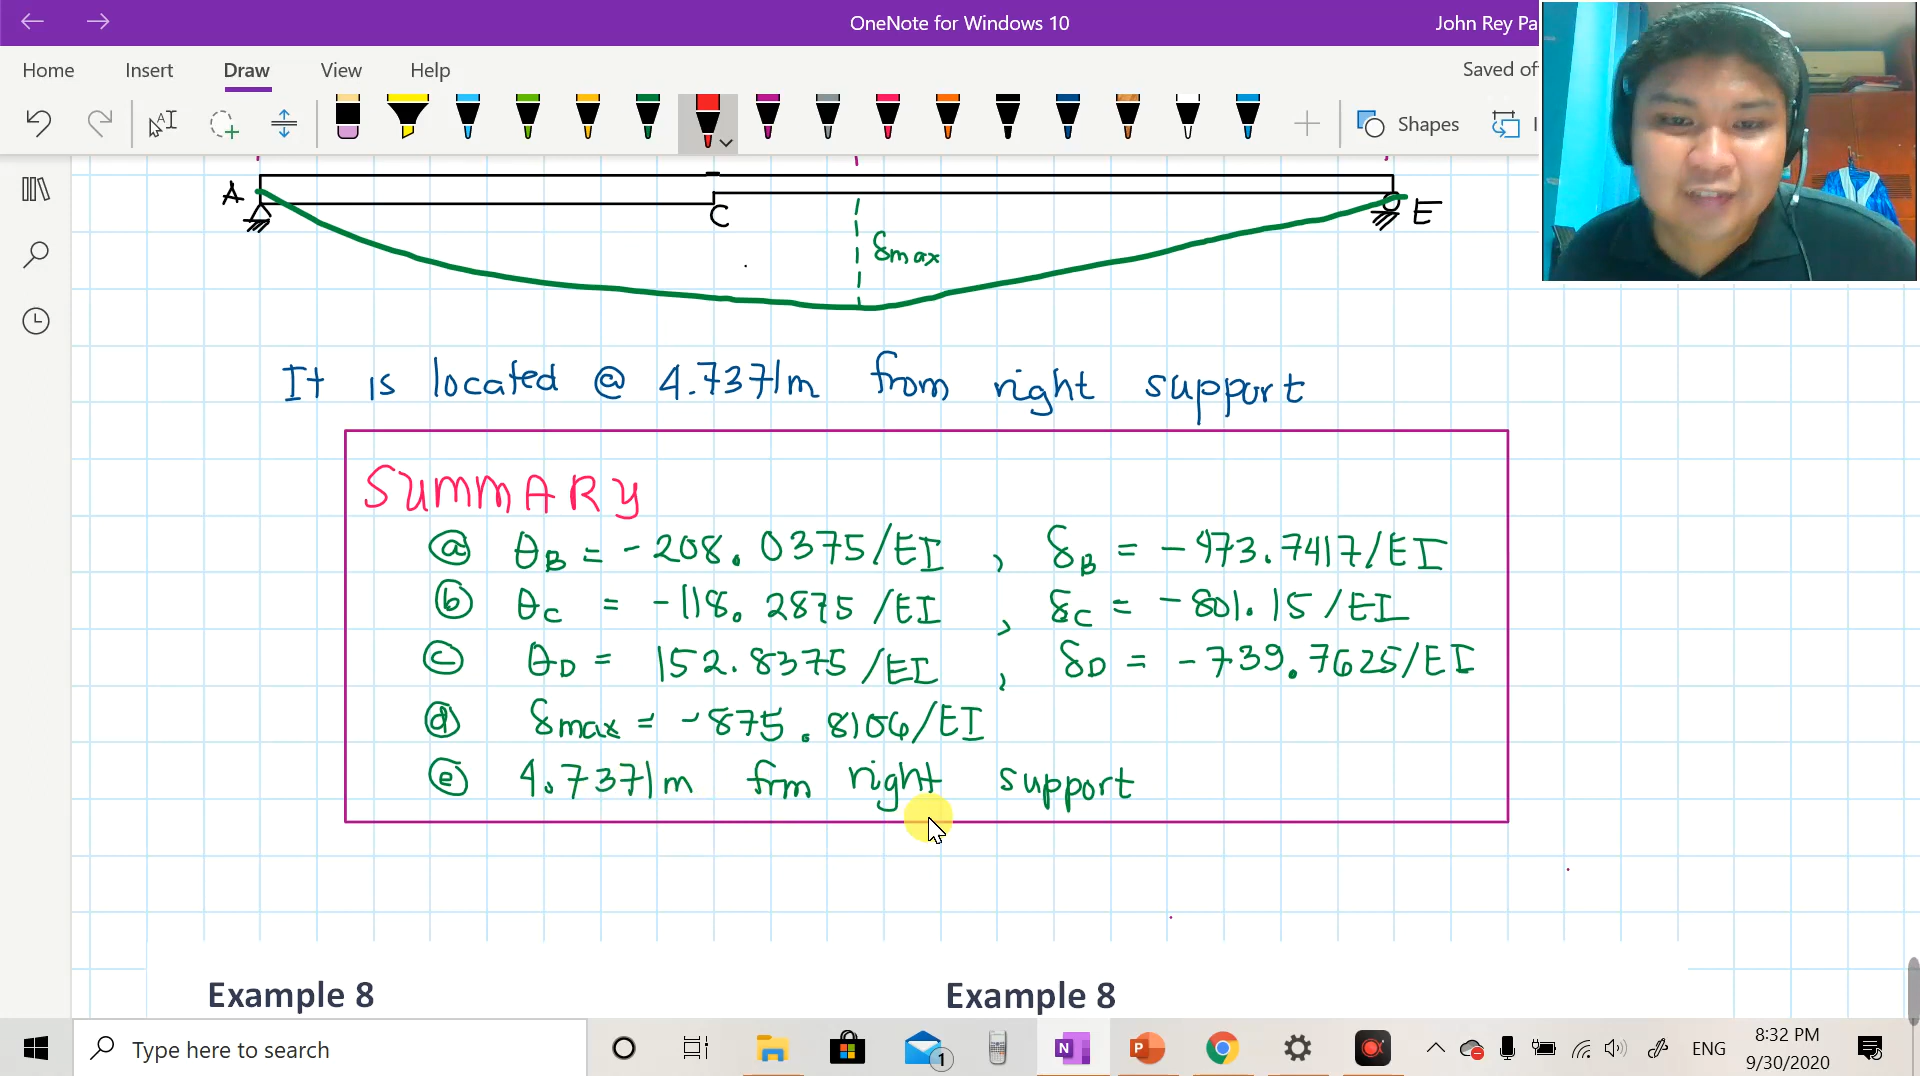 OneNote for Windows 10
John Rey Pa
Home Insert Draw View Help
Saved of
Shapes
A
C
E
δmax
It is located @ 4.7371m from right support
SUMMARY
ⓐ θB = -208.0375/EI , δB = -473.7417/EI
ⓑ θC = -118.2875/EI , δC = -801.15/EI
ⓒ θD = 152.8375/EI , δD = -739.7625/EI
ⓓ δmax = -875.8106/EI
ⓔ 4.7371m frm right support
Example 8
Example 8
Type here to search
1
ENG
8:32 PM
9/30/2020